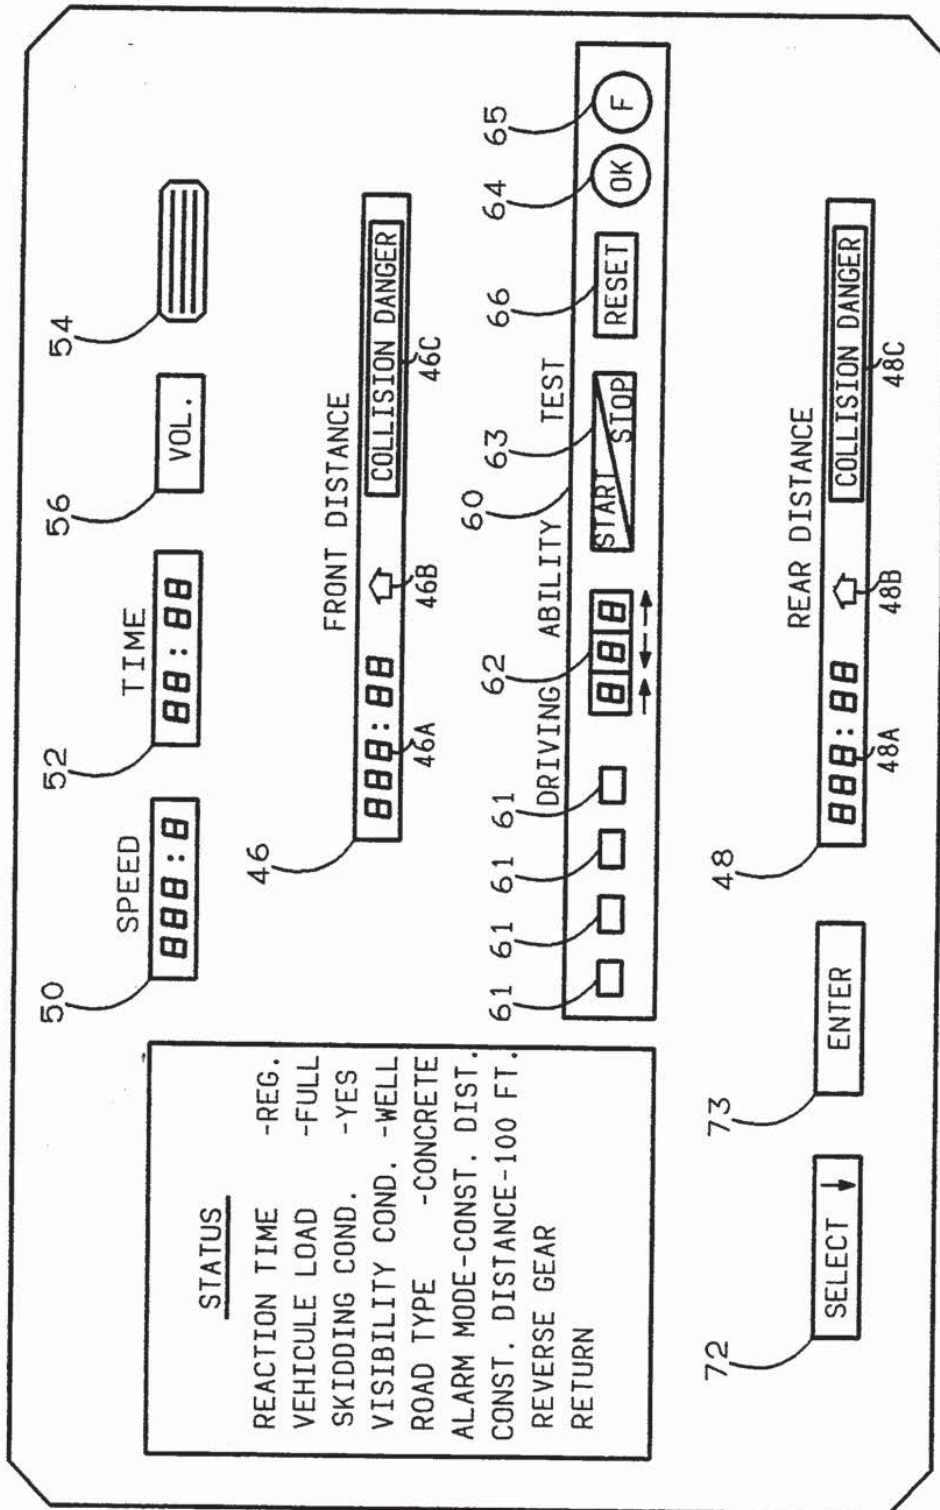 50 52 56 54
SPEED TIME
888:8 88:88 VOL.
46 FRONT DISTANCE
888:88 COLLISION DANGER
46A 46B 46C
STATUS
REACTION TIME -REG.
VEHICULE LOAD -FULL
SKIDDING COND. -YES
VISIBILITY COND. -WELL
ROAD TYPE -CONCRETE
ALARM MODE-CONST. DIST.
CONST. DISTANCE-100 FT.
REVERSE GEAR
RETURN
61 61 61 61 62 60 63 66 64 65
DRIVING ABILITY TEST
8 8 8 START STOP RESET OK F
→ ← →
72 73 48 REAR DISTANCE
SELECT ↓ ENTER 888:88 COLLISION DANGER
48A 48B 48C